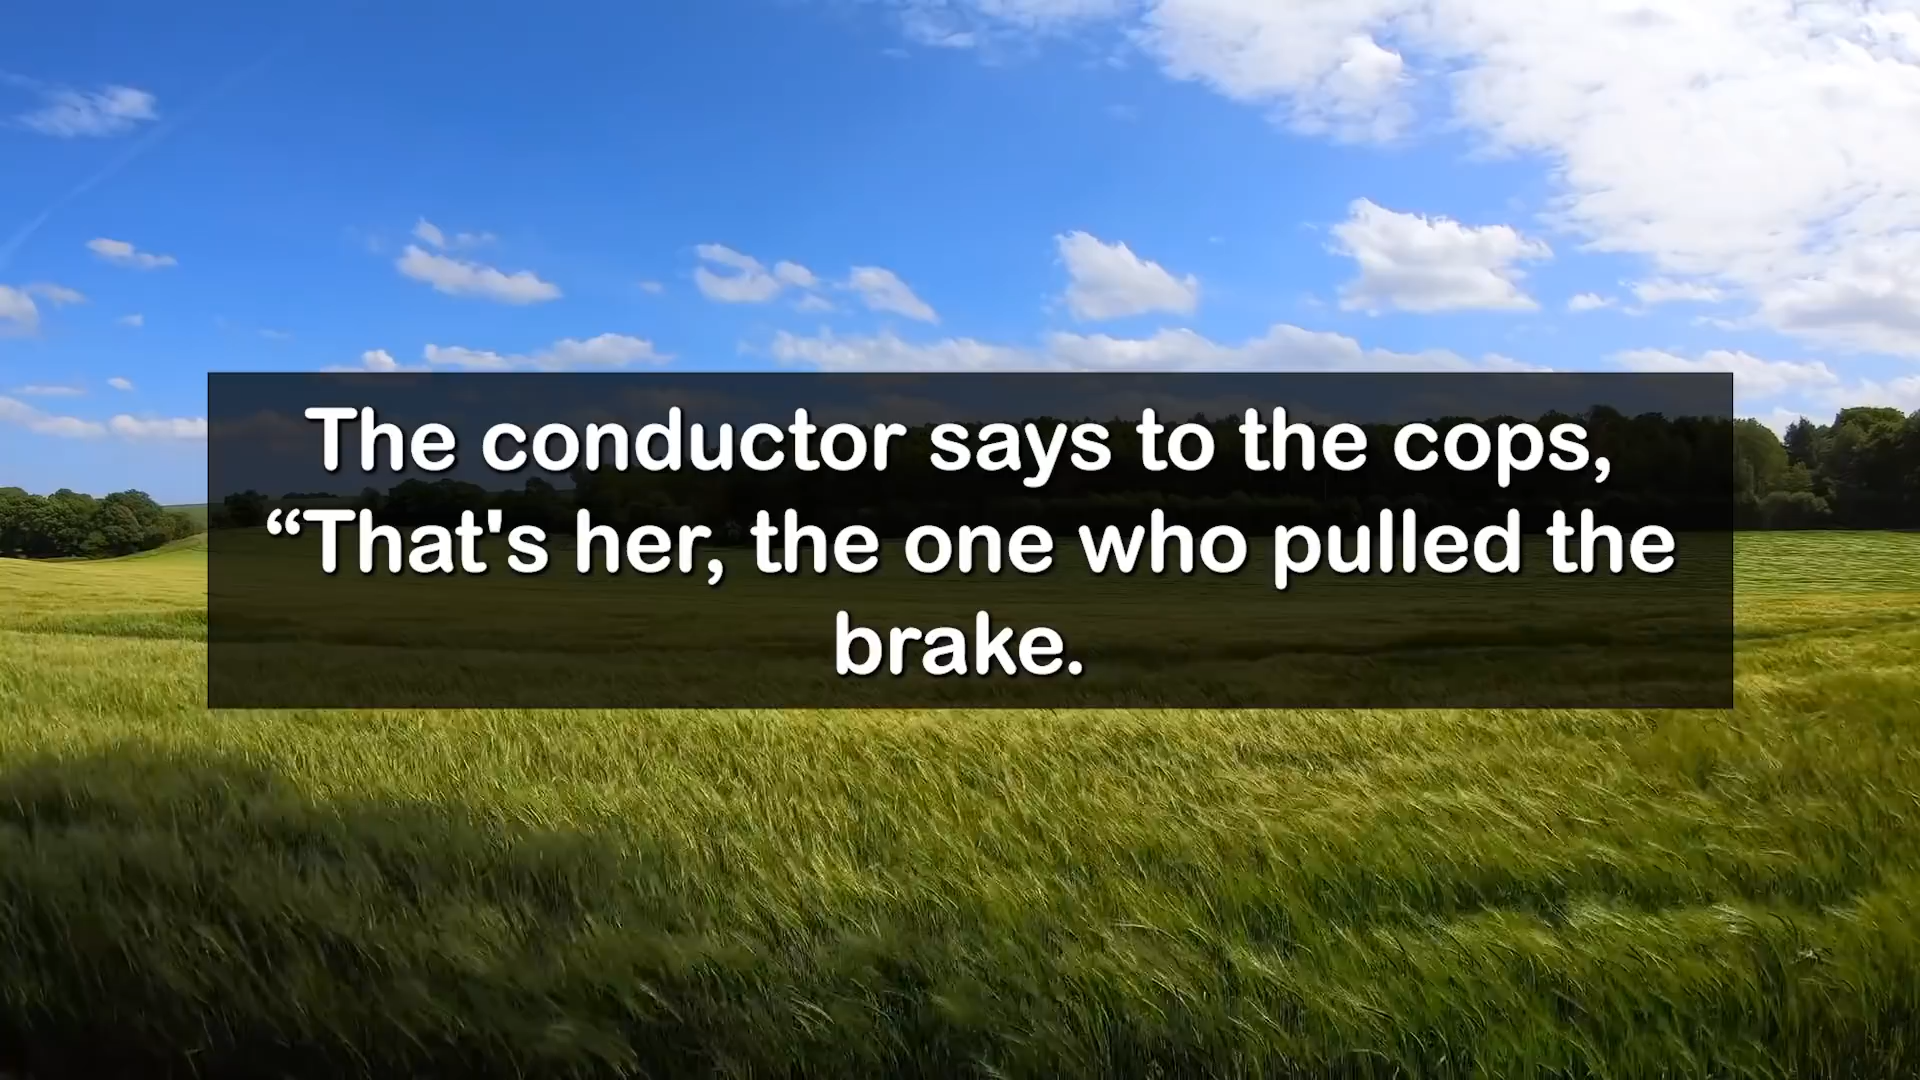 The conductor says to the cops,
“That's her, the one who pulled the
brake.